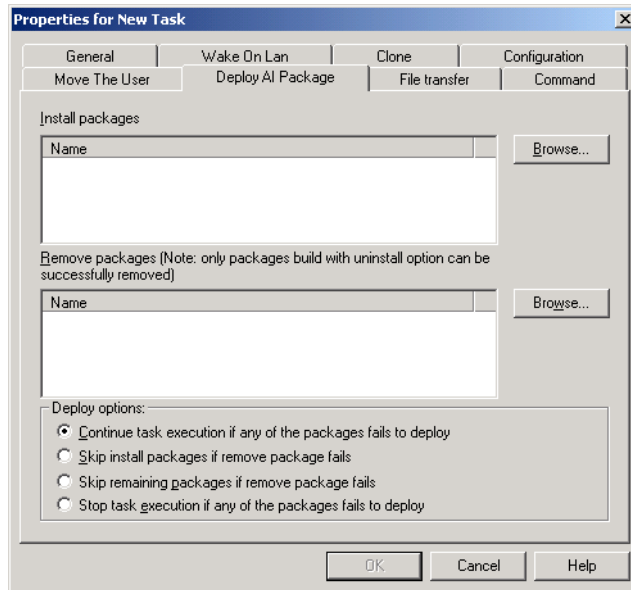 Properties for New Task
General Wake On Lan Clone Configuration
Move The User Deploy AI Package File transfer Command
Install packages
Name
Browse...
Remove packages (Note: only packages build with uninstall option can be
successfully removed)
Name
Browse...
Deploy options:
Continue task execution if any of the packages fails to deploy
Skip install packages if remove package fails
Skip remaining packages if remove package fails
Stop task execution if any of the packages fails to deploy
OK Cancel Help